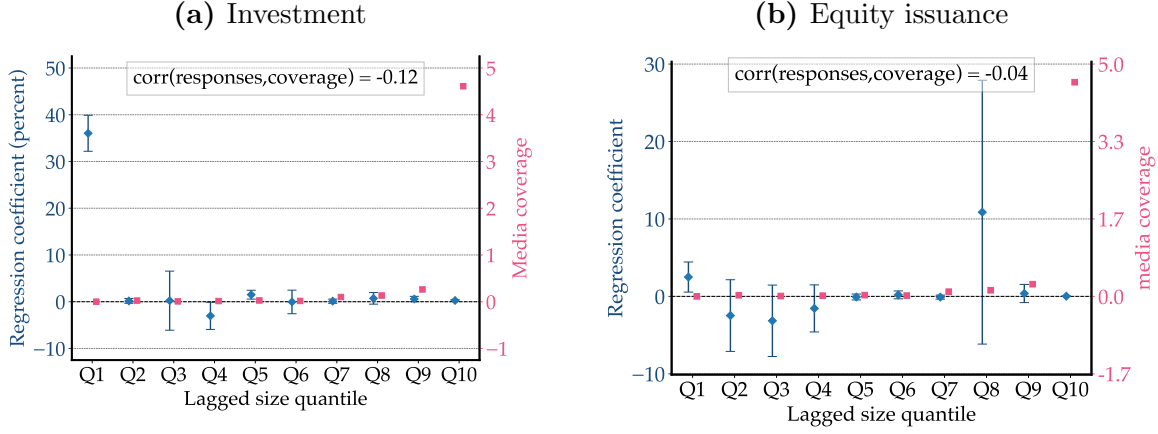 (a) Investment
corr(responses,coverage) = -0.12
Regression coefficient (percent)
50
40
30
20
10
0
−10
Media coverage
5
4
3
2
1
0
−1
Q1 Q2 Q3 Q4 Q5 Q6 Q7 Q8 Q9 Q10
Lagged size quantile
(b) Equity issuance
corr(responses,coverage) = -0.04
Regression coefficient
30
20
10
0
−10
media coverage
5.0
3.3
1.7
0.0
-1.7
Q1 Q2 Q3 Q4 Q5 Q6 Q7 Q8 Q9 Q10
Lagged size quantile